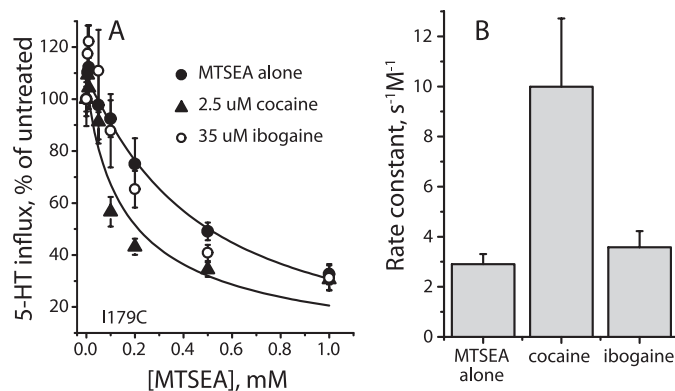 A
MTSEA alone
2.5 uM cocaine
35 uM ibogaine
5-HT influx, % of untreated
120
100
80
60
40
20
I179C
0.0 0.2 0.4 0.6 0.8 1.0
[MTSEA], mM
B
Rate constant, s⁻¹M⁻¹
12
10
8
6
4
2
0
MTSEA
alone
cocaine
ibogaine